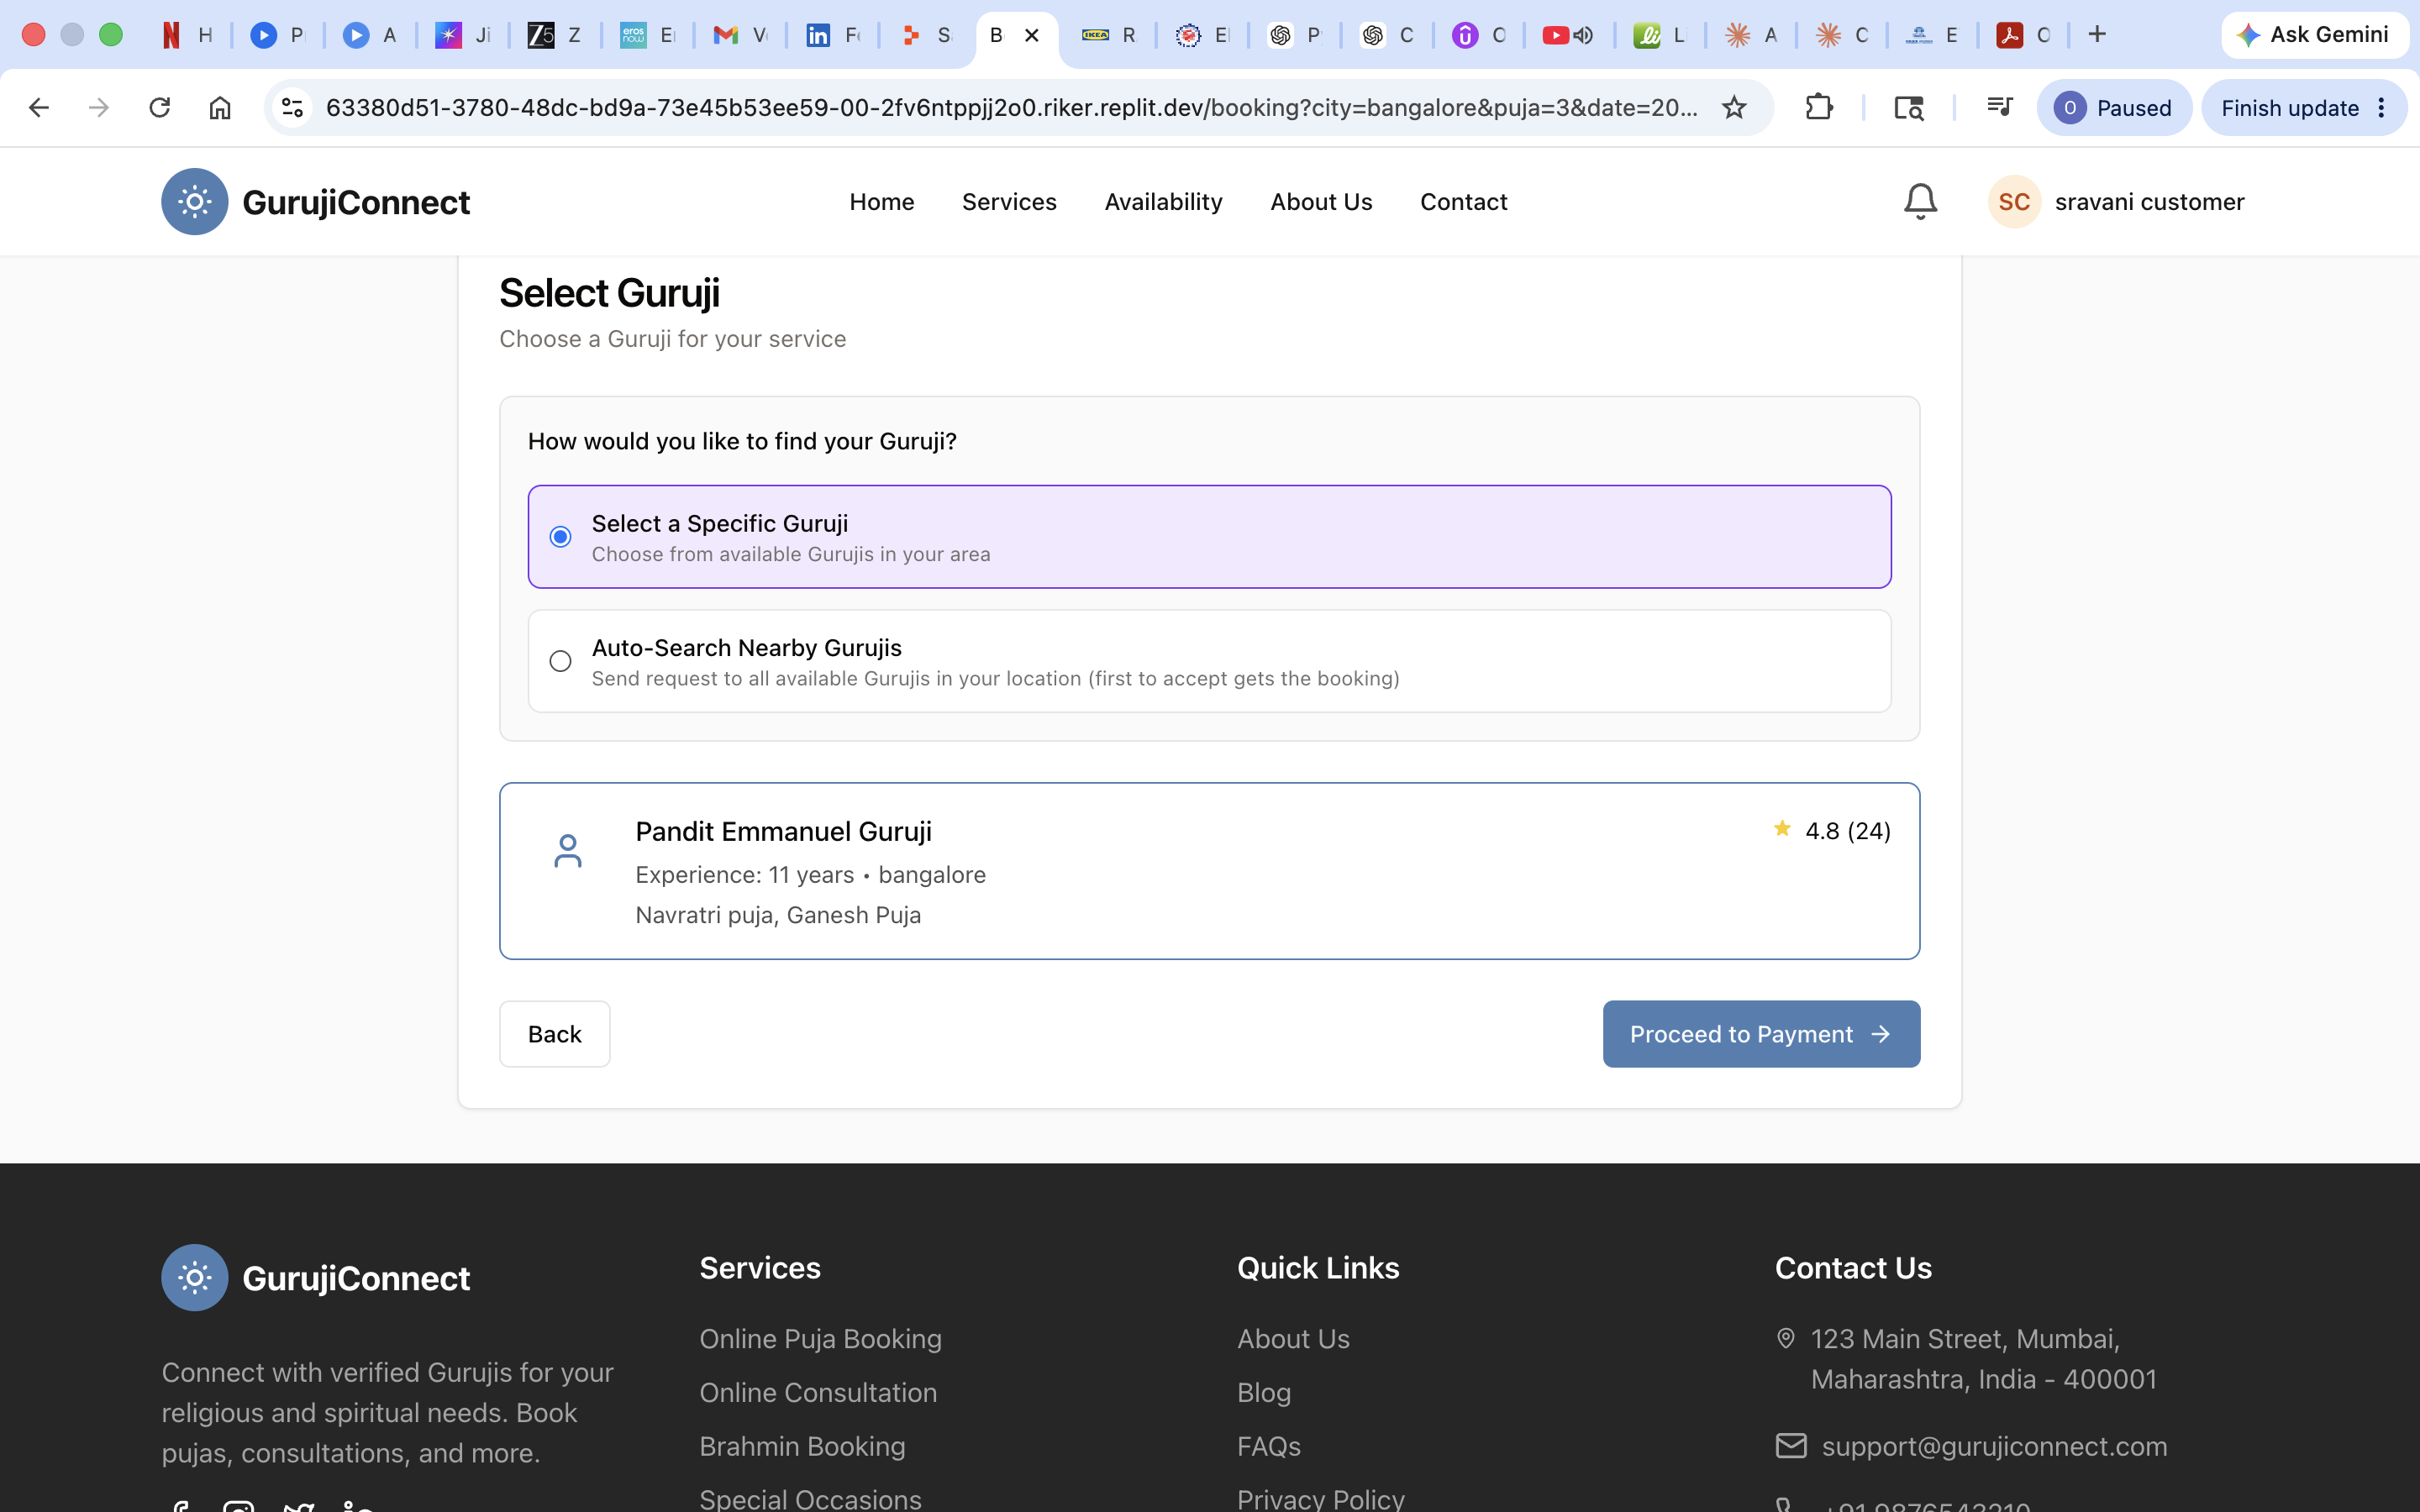 H
P
A
Ji
Z
E
V
F
S
B
R
E
P
C
C
L
A
C
E
C
Ask Gemini
63380d51-3780-48dc-bd9a-73e45b53ee59-00-2fv6ntppjj2o0.riker.replit.dev/booking?city=bangalore&puja=3&date=20...
O Paused
Finish update
GurujiConnect
Home Services Availability About Us Contact
SC sravani customer
Select Guruji
Choose a Guruji for your service
How would you like to find your Guruji?
Select a Specific Guruji
Choose from available Gurujis in your area
Auto-Search Nearby Gurujis
Send request to all available Gurujis in your location (first to accept gets the booking)
Pandit Emmanuel Guruji
4.8 (24)
Experience: 11 years • bangalore
Navratri puja, Ganesh Puja
Back
Proceed to Payment
GurujiConnect
Connect with verified Gurujis for your
religious and spiritual needs. Book
pujas, consultations, and more.
Services
Online Puja Booking
Online Consultation
Brahmin Booking
Special Occasions
Quick Links
About Us
Blog
FAQs
Privacy Policy
Contact Us
123 Main Street, Mumbai,
Maharashtra, India - 400001
support@gurujiconnect.com
+91 9876543210